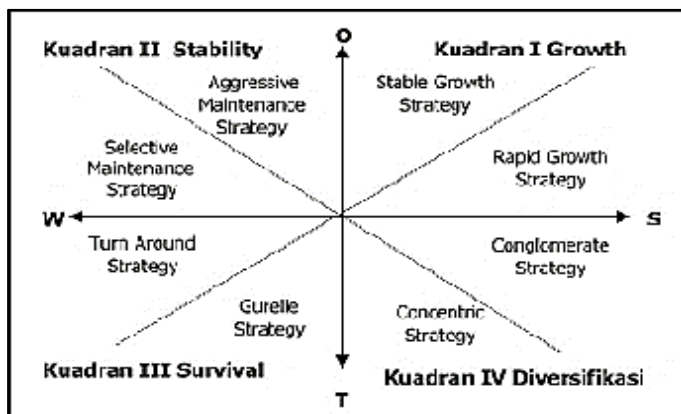 O
Kuadran II Stability
Kuadran I Growth
Aggressive
Maintenance
Strategy
Stable Growth
Strategy
Selective
Maintenance
Strategy
Rapid Growth
Strategy
W
S
Turn Around
Strategy
Conglomerate
Strategy
Gurelle
Strategy
Concentric
Strategy
Kuadran III Survival
Kuadran IV Diversifikasi
T